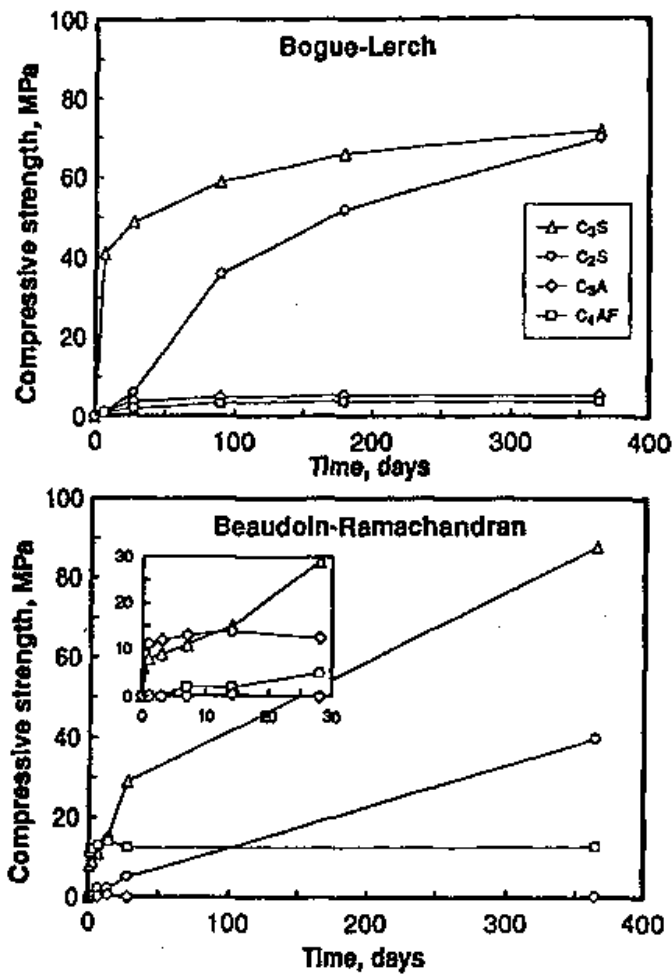 Bogue-Lerch
Compressive strength, MPa
100
80
60
40
20
0
C₃S
C₂S
C₃A
C₄AF
0 100 200 300 400
Time, days
Beaudoin-Ramachandran
Compressive strength, MPa
100
80
60
40
20
0
30
20
10
0
0 10 20 30
0 100 200 300 400
Time, days